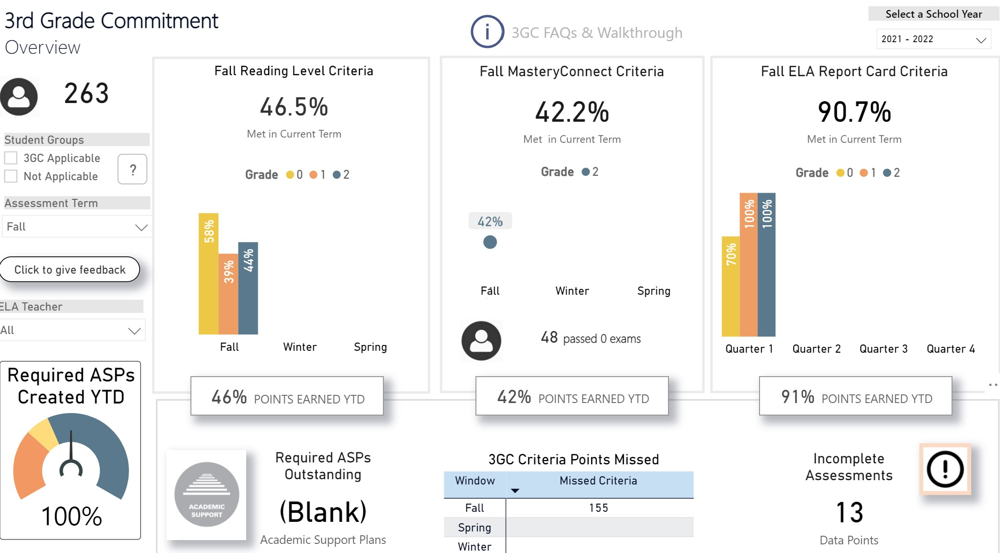 3rd Grade Commitment
Overview
3GC FAQs & Walkthrough
Select a School Year
2021 - 2022
263
Student Groups
3GC Applicable
Not Applicable
?
Assessment Term
Fall
Click to give feedback
ELA Teacher
All
Required ASPs
Created YTD
100%
Fall Reading Level Criteria
46.5%
Met in Current Term
Grade 0 1 2
58%
39%
44%
Fall Winter Spring
46% POINTS EARNED YTD
Fall MasteryConnect Criteria
42.2%
Met in Current Term
Grade 2
42%
Fall Winter Spring
48 passed 0 exams
42% POINTS EARNED YTD
Fall ELA Report Card Criteria
90.7%
Met in Current Term
Grade 0 1 2
70%
100%
100%
Quarter 1 Quarter 2 Quarter 3 Quarter 4
91% POINTS EARNED YTD
ACADEMIC
SUPPORT
Required ASPs
Outstanding
(Blank)
Academic Support Plans
3GC Criteria Points Missed
Window Missed Criteria
Fall 155
Spring
Winter
Incomplete
Assessments
!
13
Data Points